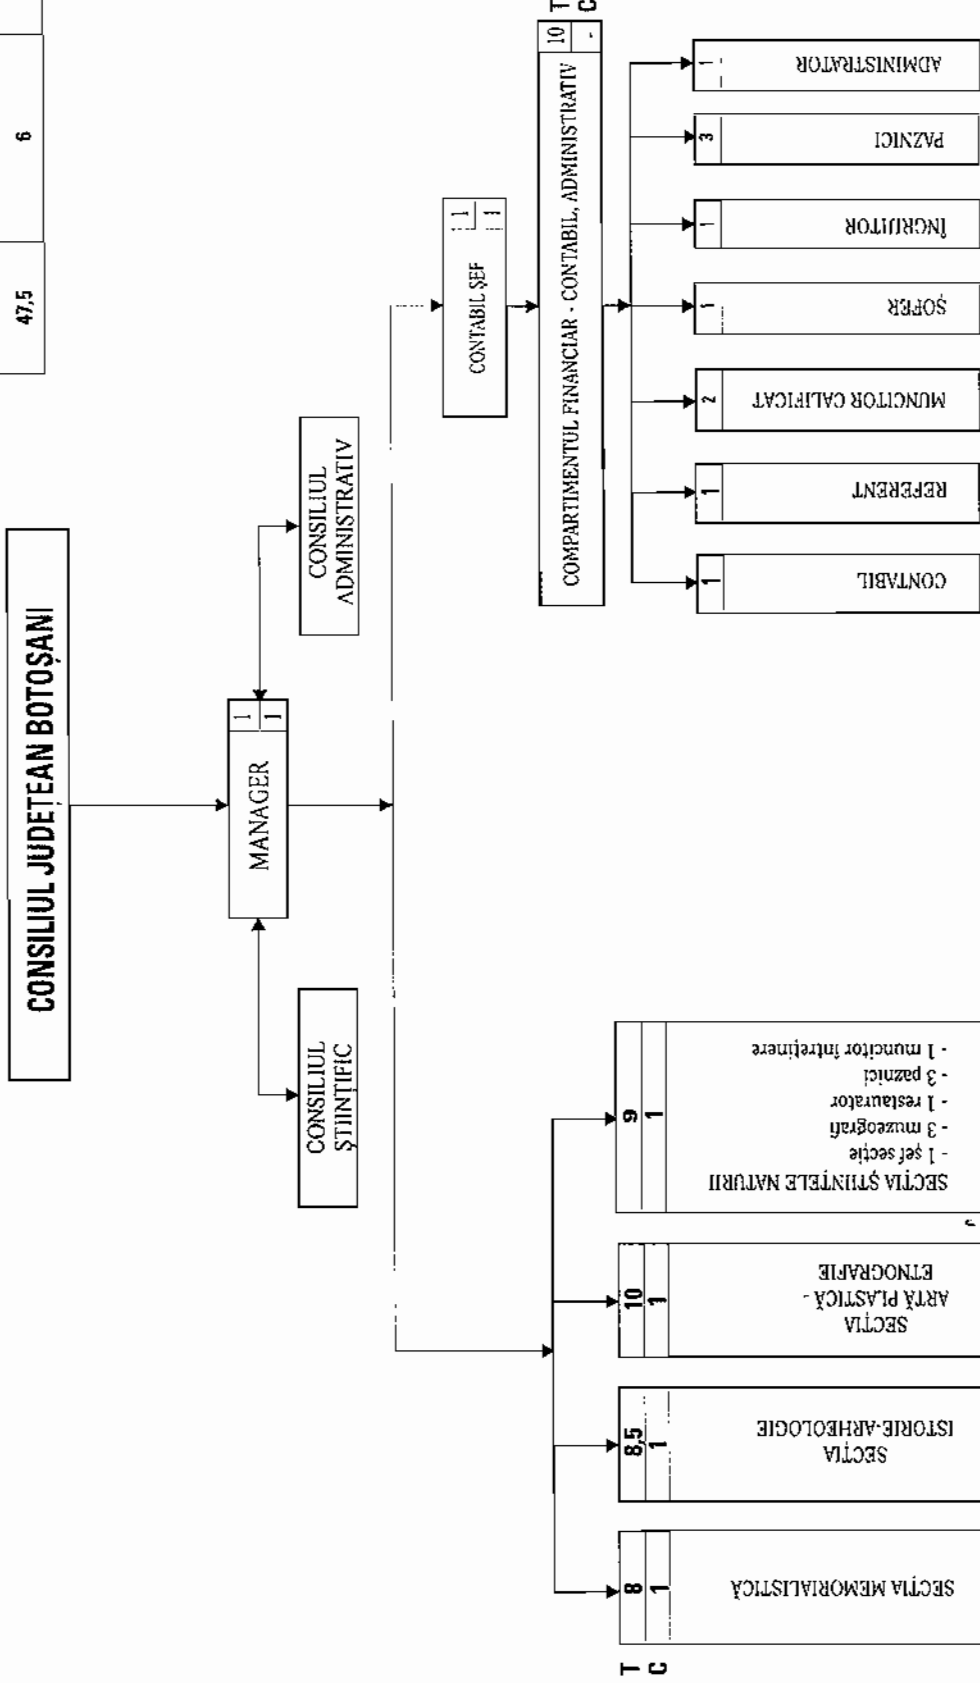 47,5
6
CONSILIUL JUDEȚEAN BOTOȘANI
MANAGER
1
1
CONSILIUL
ȘTIINȚIFIC
CONSILIUL
ADMINISTRATIV
CONTABIL ȘEF
1
1
COMPARTIMENTUL FINANCIAR - CONTABIL, ADMINISTRATIV
10
-
T
C
T
C
8
1
SECȚIA MEMORIALISTICĂ
8,5
1
SECȚIA
ISTORIE-ARHEOLOGIE
10
1
SECȚIA
ARTĂ PLASTICĂ -
ETNOGRAFIE
9
1
SECȚIA ȘTIINȚELE NATURII
- 1 șef secție
- 3 muzeografi
- 1 restaurator
- 3 paznici
- 1 muncitor întreținere
1
CONTABIL
1
REFERENT
2
MUNCITOR CALIFICAT
1
ȘOFER
1
ÎNGRIJITOR
3
PAZNICI
1
ADMINISTRATOR